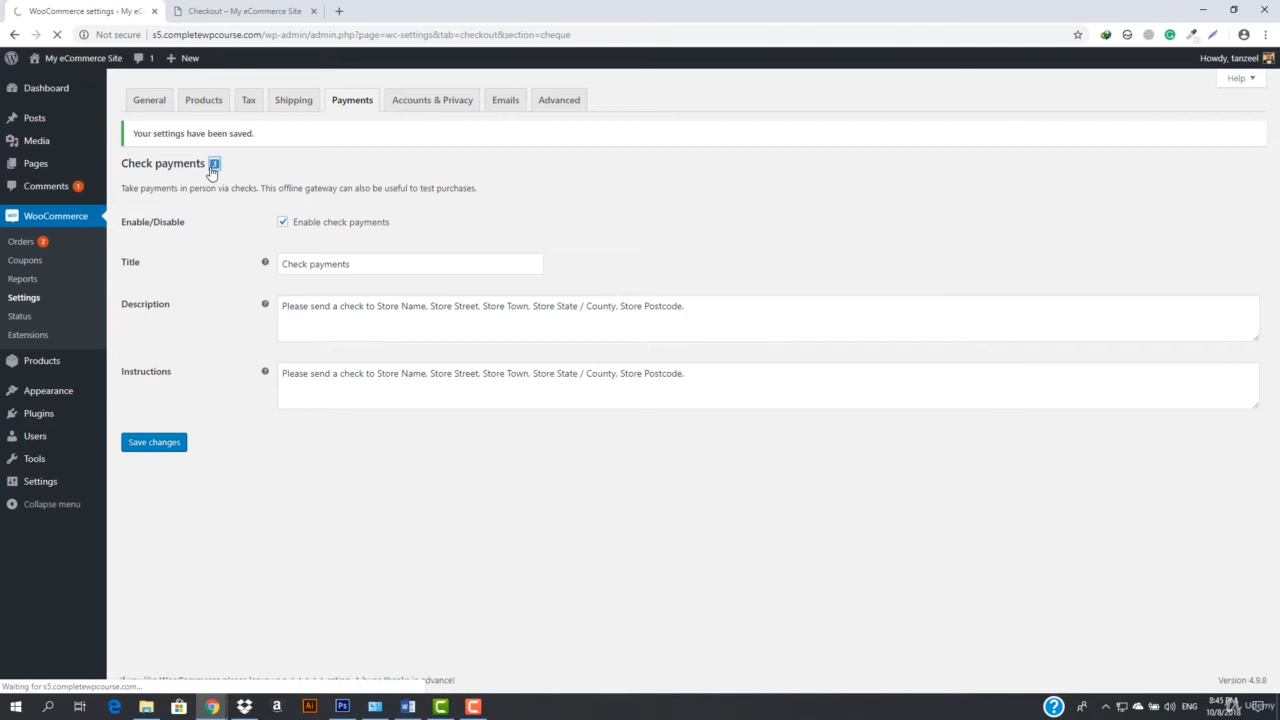 WooCommerce settings ‹ My eC
Checkout – My eCommerce Site
Not secure
s5.completewpcourse.com/wp-admin/admin.php?page=wc-settings&tab=checkout&section=cheque
My eCommerce Site
1
New
Howdy, tanzeel
Help
Dashboard
Posts
Media
Pages
Comments 1
WooCommerce
Orders 2
Coupons
Reports
Settings
Status
Extensions
Products
Appearance
Plugins
Users
Tools
Settings
Collapse menu
General
Products
Tax
Shipping
Payments
Accounts & Privacy
Emails
Advanced
Your settings have been saved.
Check payments
Take payments in person via checks. This offline gateway can also be useful to test purchases.
Enable/Disable
Enable check payments
Title
Check payments
Description
Please send a check to Store Name, Store Street, Store Town, Store State / County, Store Postcode.
Instructions
Please send a check to Store Name, Store Street, Store Town, Store State / County, Store Postcode.
Save changes
Version 4.9.8
Waiting for s5.completewpcourse.com...
ENG
8:45 PM
10/8/2018
Udemy